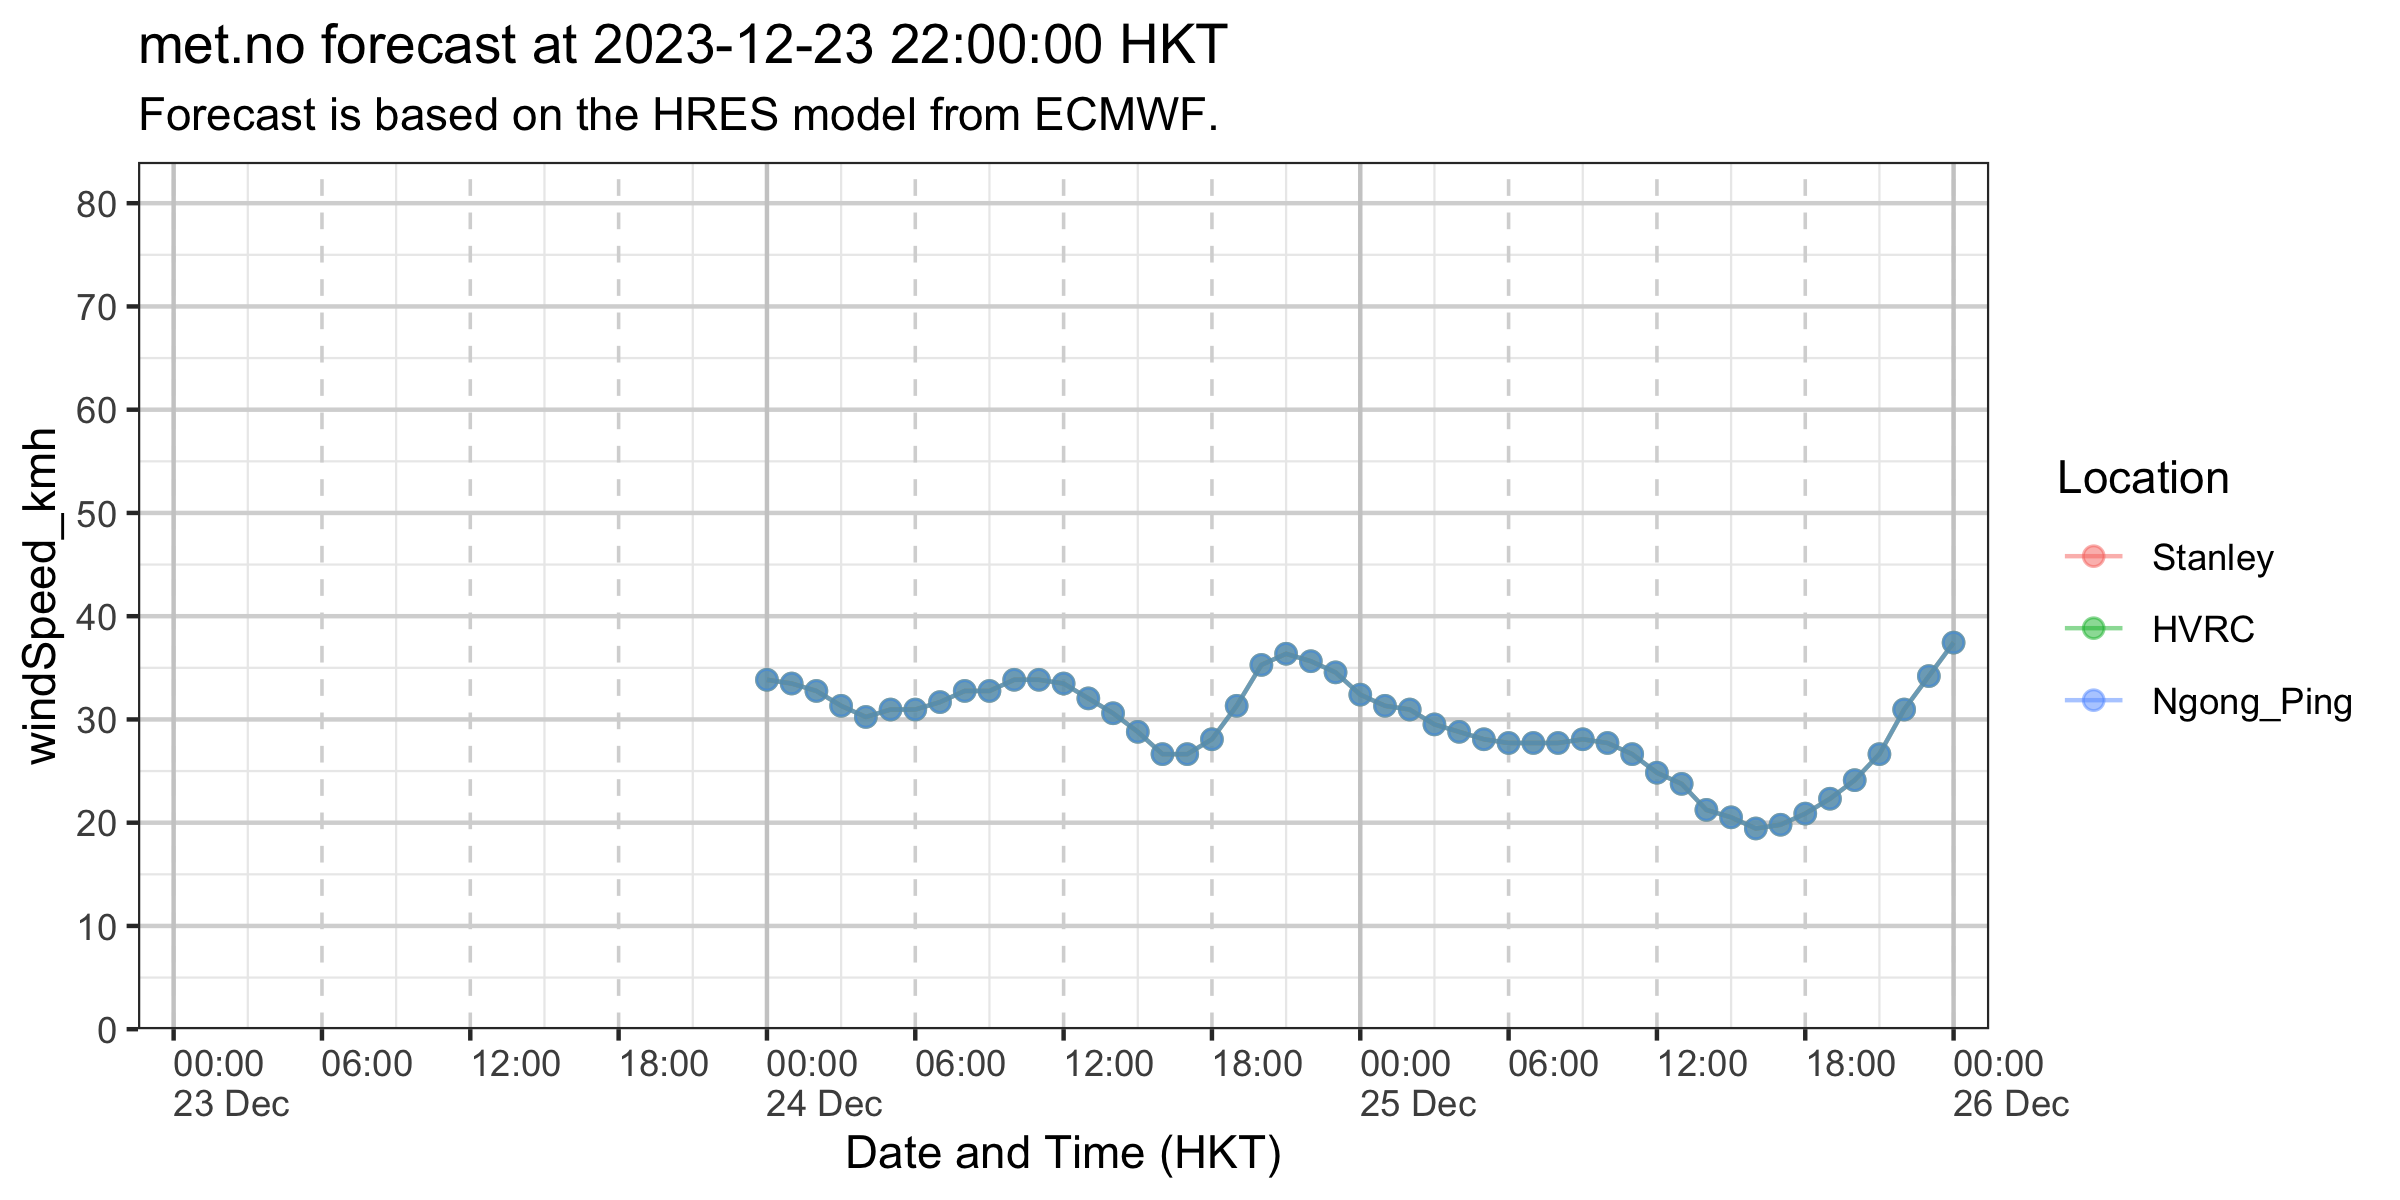 met.no forecast at 2023-12-23 22:00:00 HKT
Forecast is based on the HRES model from ECMWF.
windSpeed_kmh
80
70
60
50
40
30
20
10
0
00:00 06:00 12:00 18:00 00:00 06:00 12:00 18:00 00:00 06:00 12:00 18:00 00:00
23 Dec 24 Dec 25 Dec 26 Dec
Date and Time (HKT)
Location
Stanley
HVRC
Ngong_Ping